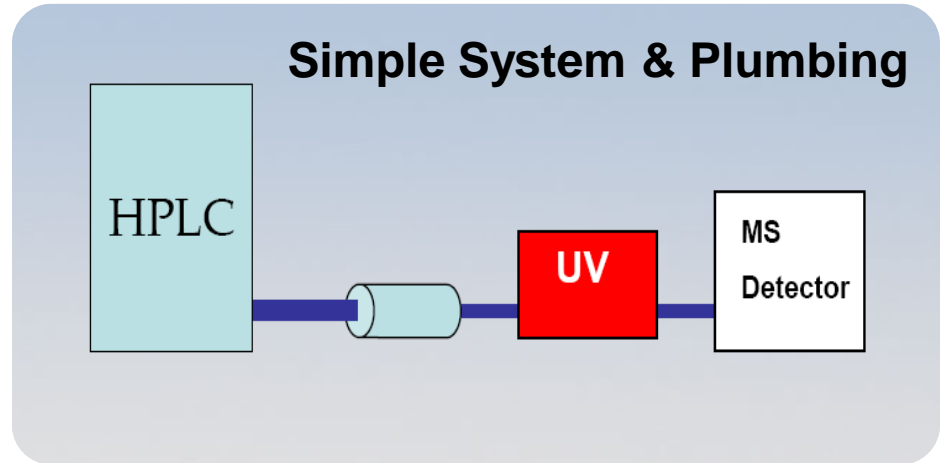 Simple System & Plumbing
HPLC
UV
MS
Detector